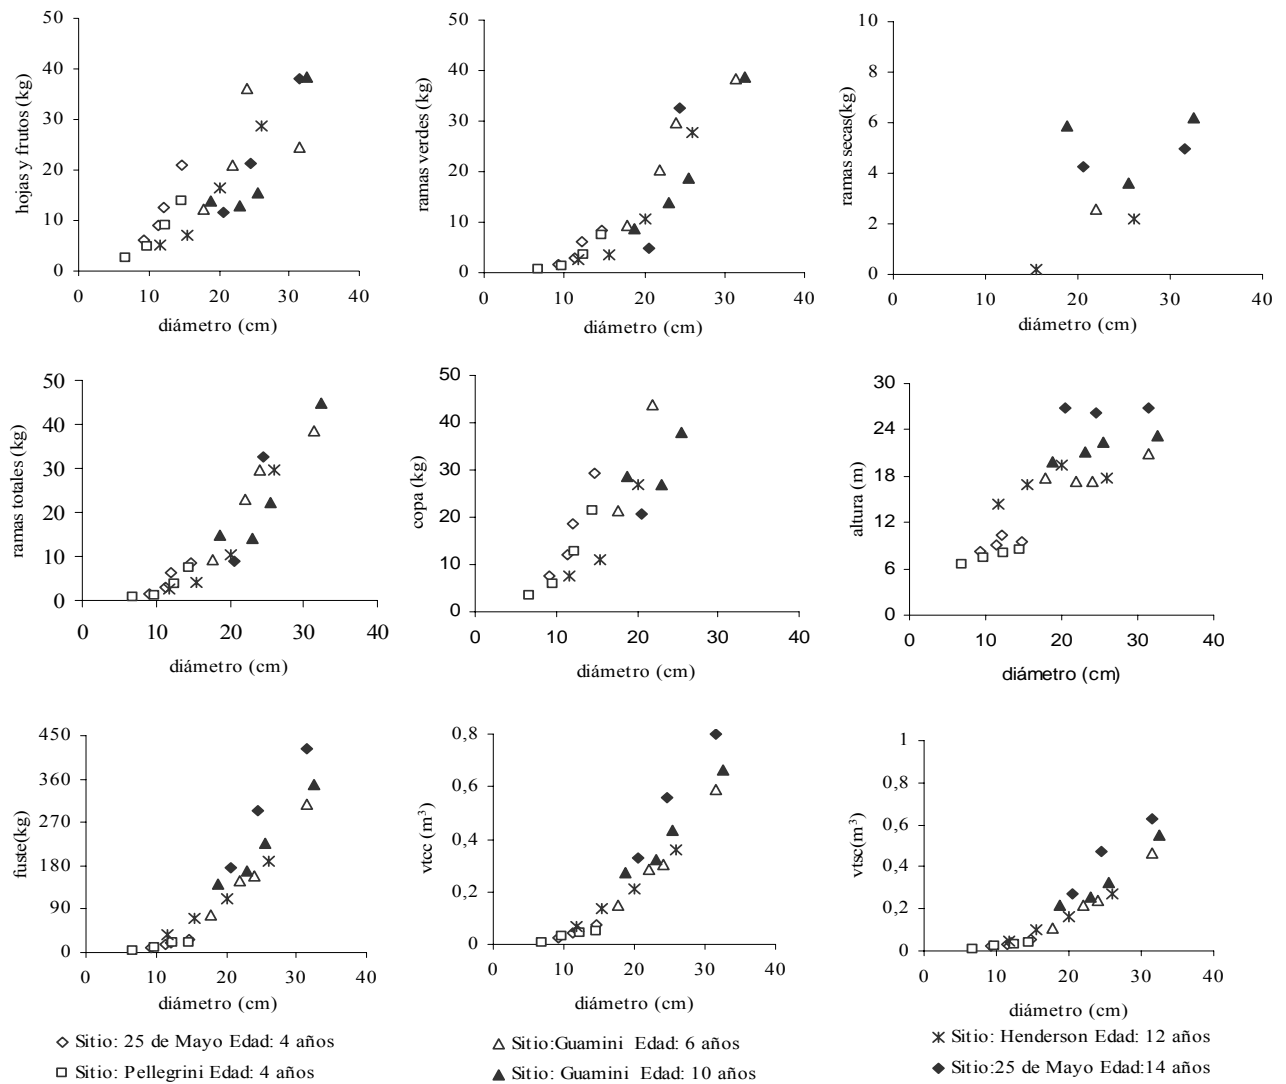 50
40
30
20
10
0
hojas y frutos (kg)
0 10 20 30 40
diámetro (cm)
50
40
30
20
10
0
ramas verdes (kg)
0 10 20 30 40
diámetro (cm)
10
8
6
4
2
0
ramas secas(kg)
0 10 20 30 40
diámetro (cm)
50
40
30
20
10
0
ramas totales (kg)
0 10 20 30 40
diámetro (cm)
50
40
30
20
10
0
copa (kg)
0 10 20 30 40
diámetro (cm)
30
24
18
12
6
0
altura (m)
0 10 20 30 40
diámetro (cm)
450
360
270
180
90
0
fuste(kg)
0 10 20 30 40
diámetro (cm)
0,8
0,6
0,4
0,2
0
vtcc (m³)
0 10 20 30 40
diámetro (cm)
1
0,8
0,6
0,4
0,2
0
vtsc(m³)
0 10 20 30 40
diámetro (cm)
Sitio: 25 de Mayo Edad: 4 años
Sitio: Pellegrini Edad: 4 años
Sitio:Guamini Edad: 6 años
Sitio: Guamini Edad: 10 años
Sitio: Henderson Edad: 12 años
Sitio:25 de Mayo Edad:14 años